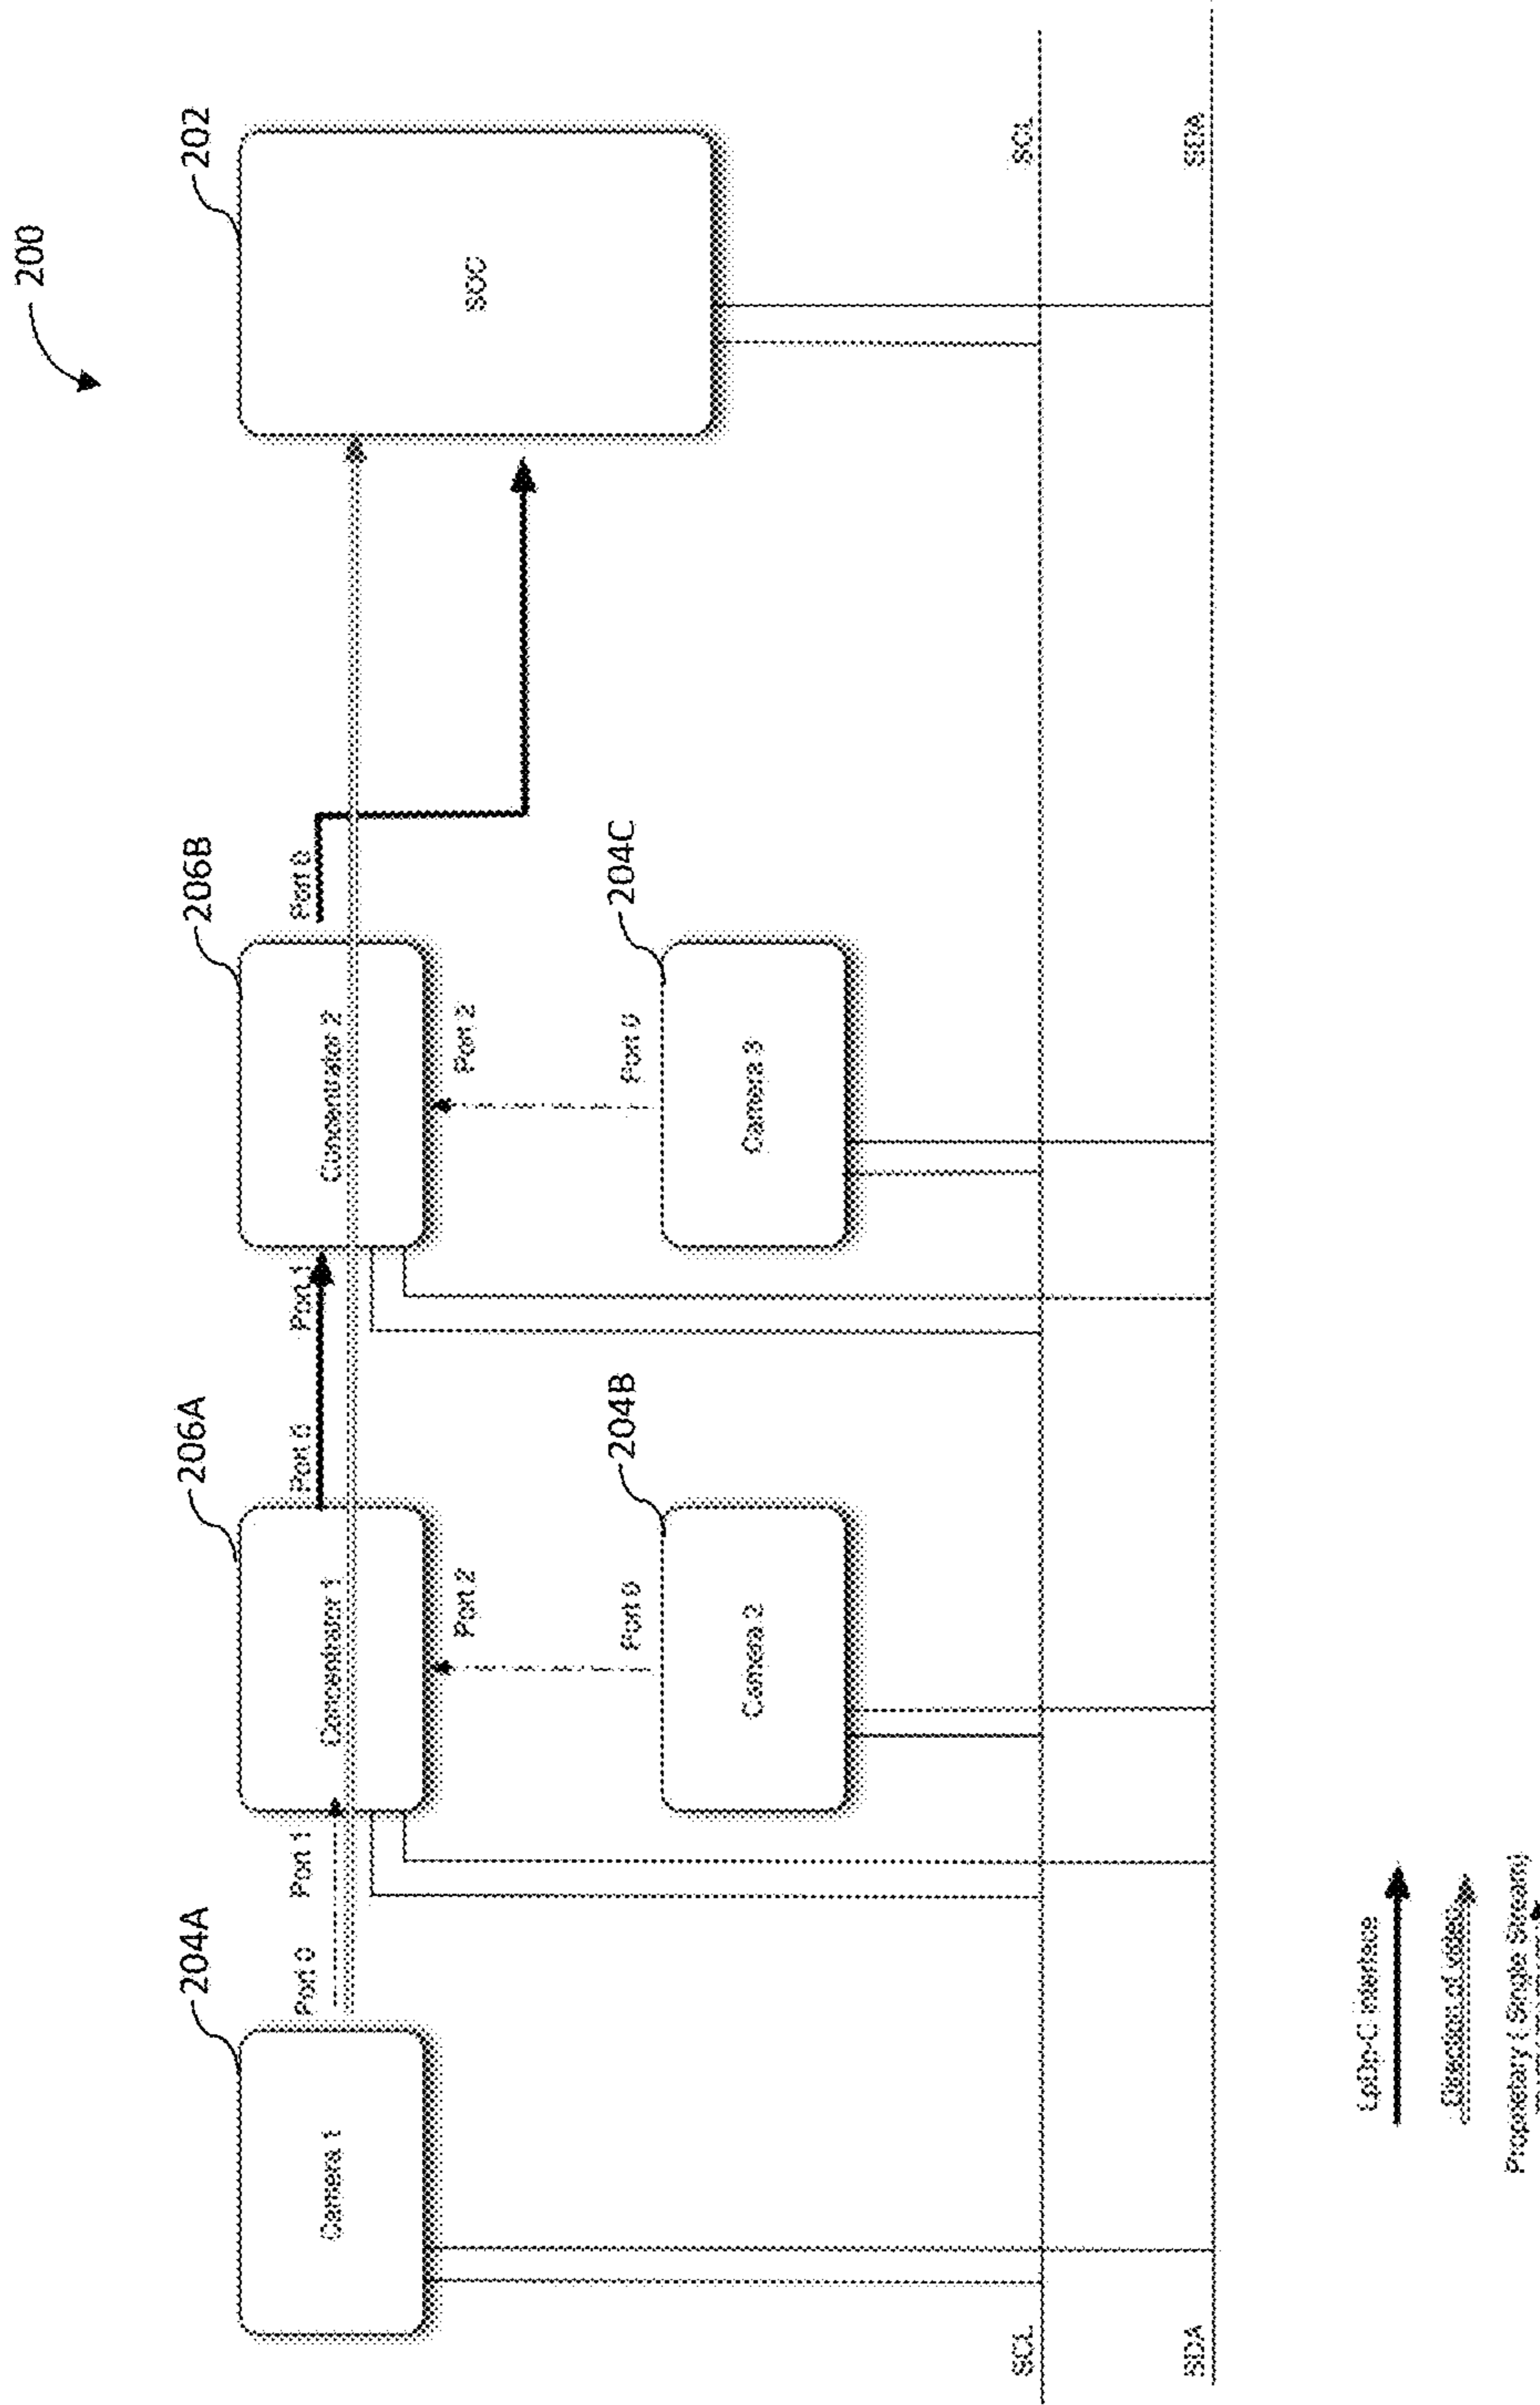 200
204A
206A
206B
202
Camera 1
Port 0
Port 1
Concentrator 1
Port 0
Port 1
Concentrator 2
Port 0
SOC
Port 2
Port 2
Port 0
204B
Port 0
204C
Camera 2
Camera 3
SCL
SCL
SDA
SDA
LpDp-C interface
Direction of video
Proprietary ( Single Stream)